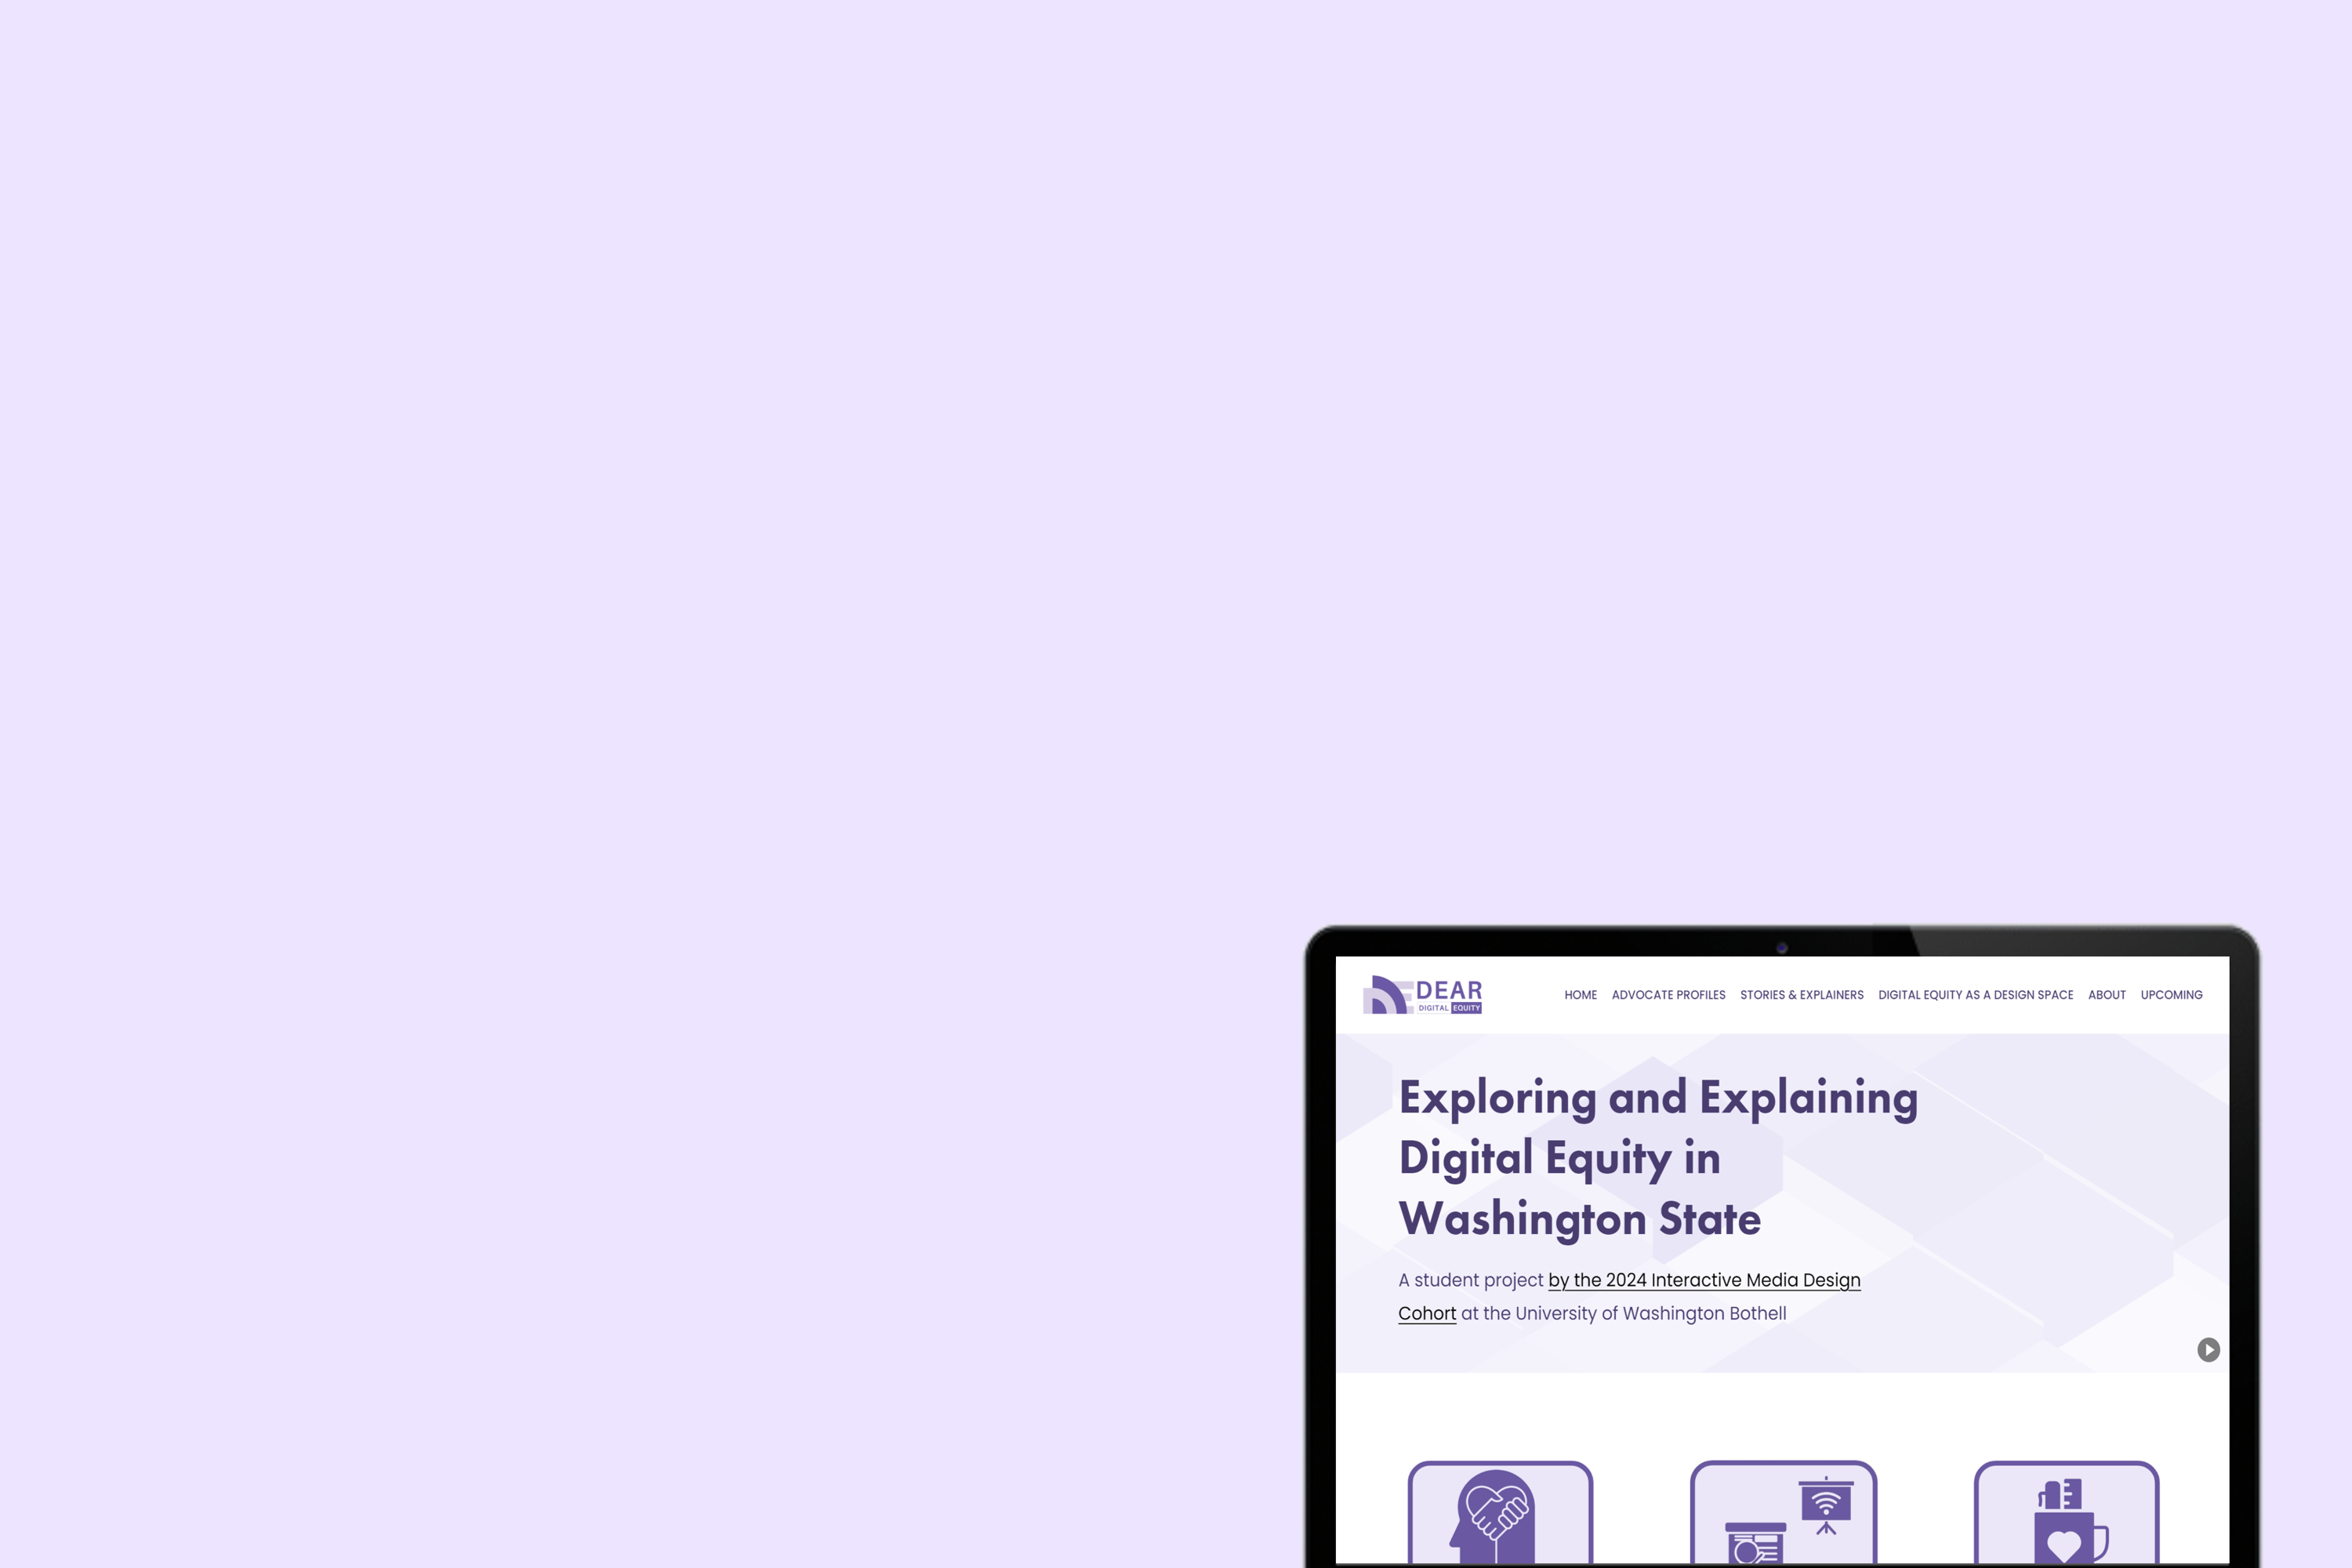 DEAR
DIGITAL EQUITY
HOME ADVOCATE PROFILES STORIES & EXPLAINERS DIGITAL EQUITY AS A DESIGN SPACE ABOUT UPCOMING
Exploring and Explaining
Digital Equity in
Washington State
A student project by the 2024 Interactive Media Design
Cohort at the University of Washington Bothell